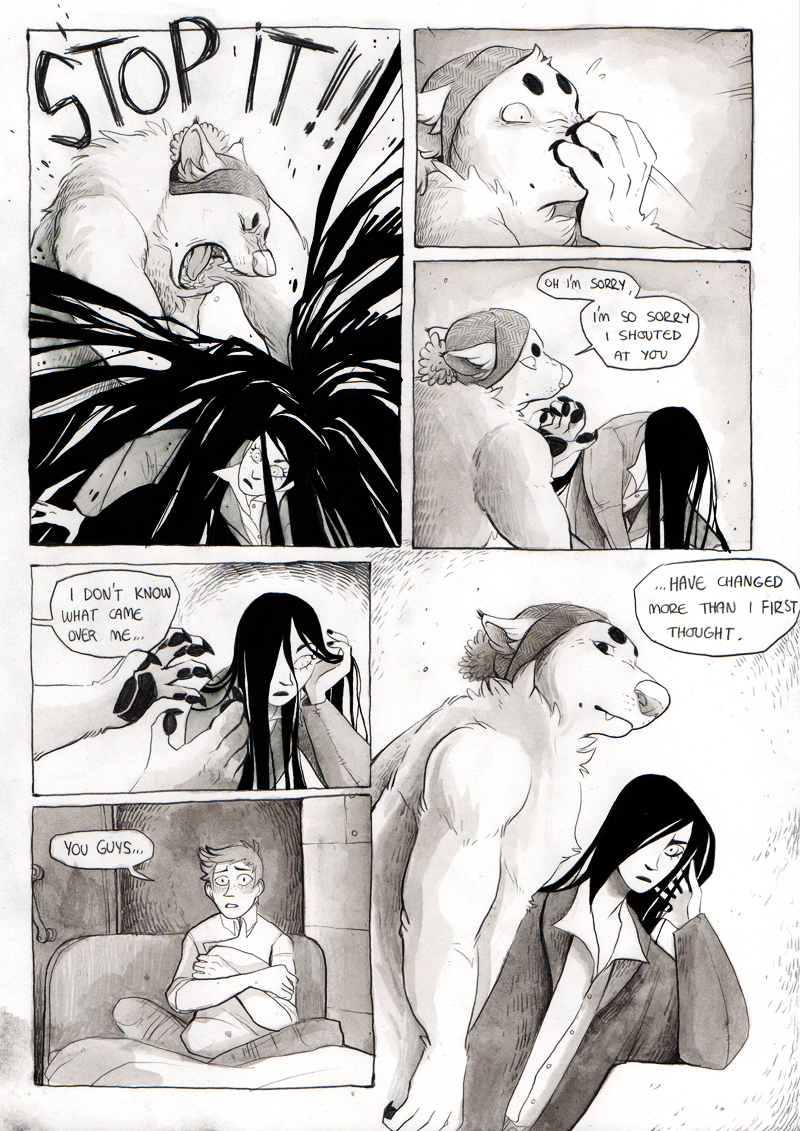 STOP IT!!
OH I'M SORRY,
I'M SO SORRY
I SHOUTED
AT YOU
I DON'T KNOW
WHAT CAME
OVER ME...
YOU GUYS...
...HAVE CHANGED
MORE THAN I FIRST
THOUGHT.